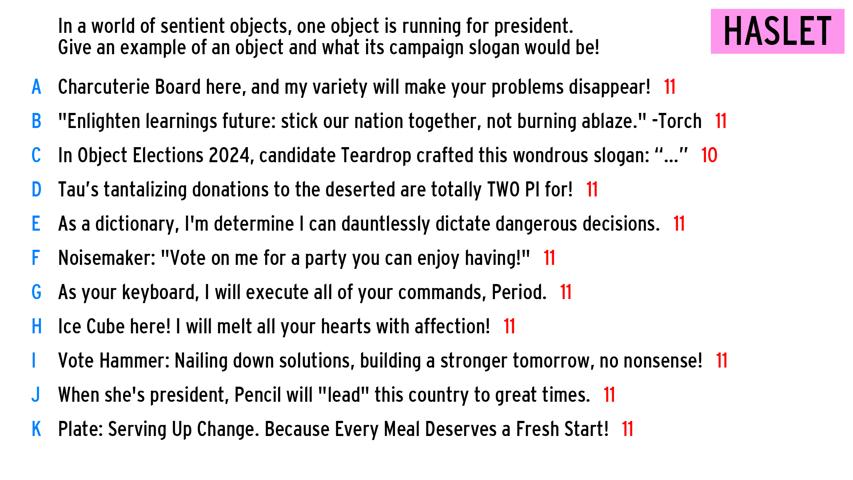 In a world of sentient objects, one object is running for president.
Give an example of an object and what its campaign slogan would be!
HASLET
A Charcuterie Board here, and my variety will make your problems disappear! 11
B "Enlighten learnings future: stick our nation together, not burning ablaze." -Torch 11
C In Object Elections 2024, candidate Teardrop crafted this wondrous slogan: “...” 10
D Tau’s tantalizing donations to the deserted are totally TWO PI for! 11
E As a dictionary, I'm determine I can dauntlessly dictate dangerous decisions. 11
F Noisemaker: "Vote on me for a party you can enjoy having!" 11
G As your keyboard, I will execute all of your commands, Period. 11
H Ice Cube here! I will melt all your hearts with affection! 11
I Vote Hammer: Nailing down solutions, building a stronger tomorrow, no nonsense! 11
J When she's president, Pencil will "lead" this country to great times. 11
K Plate: Serving Up Change. Because Every Meal Deserves a Fresh Start! 11